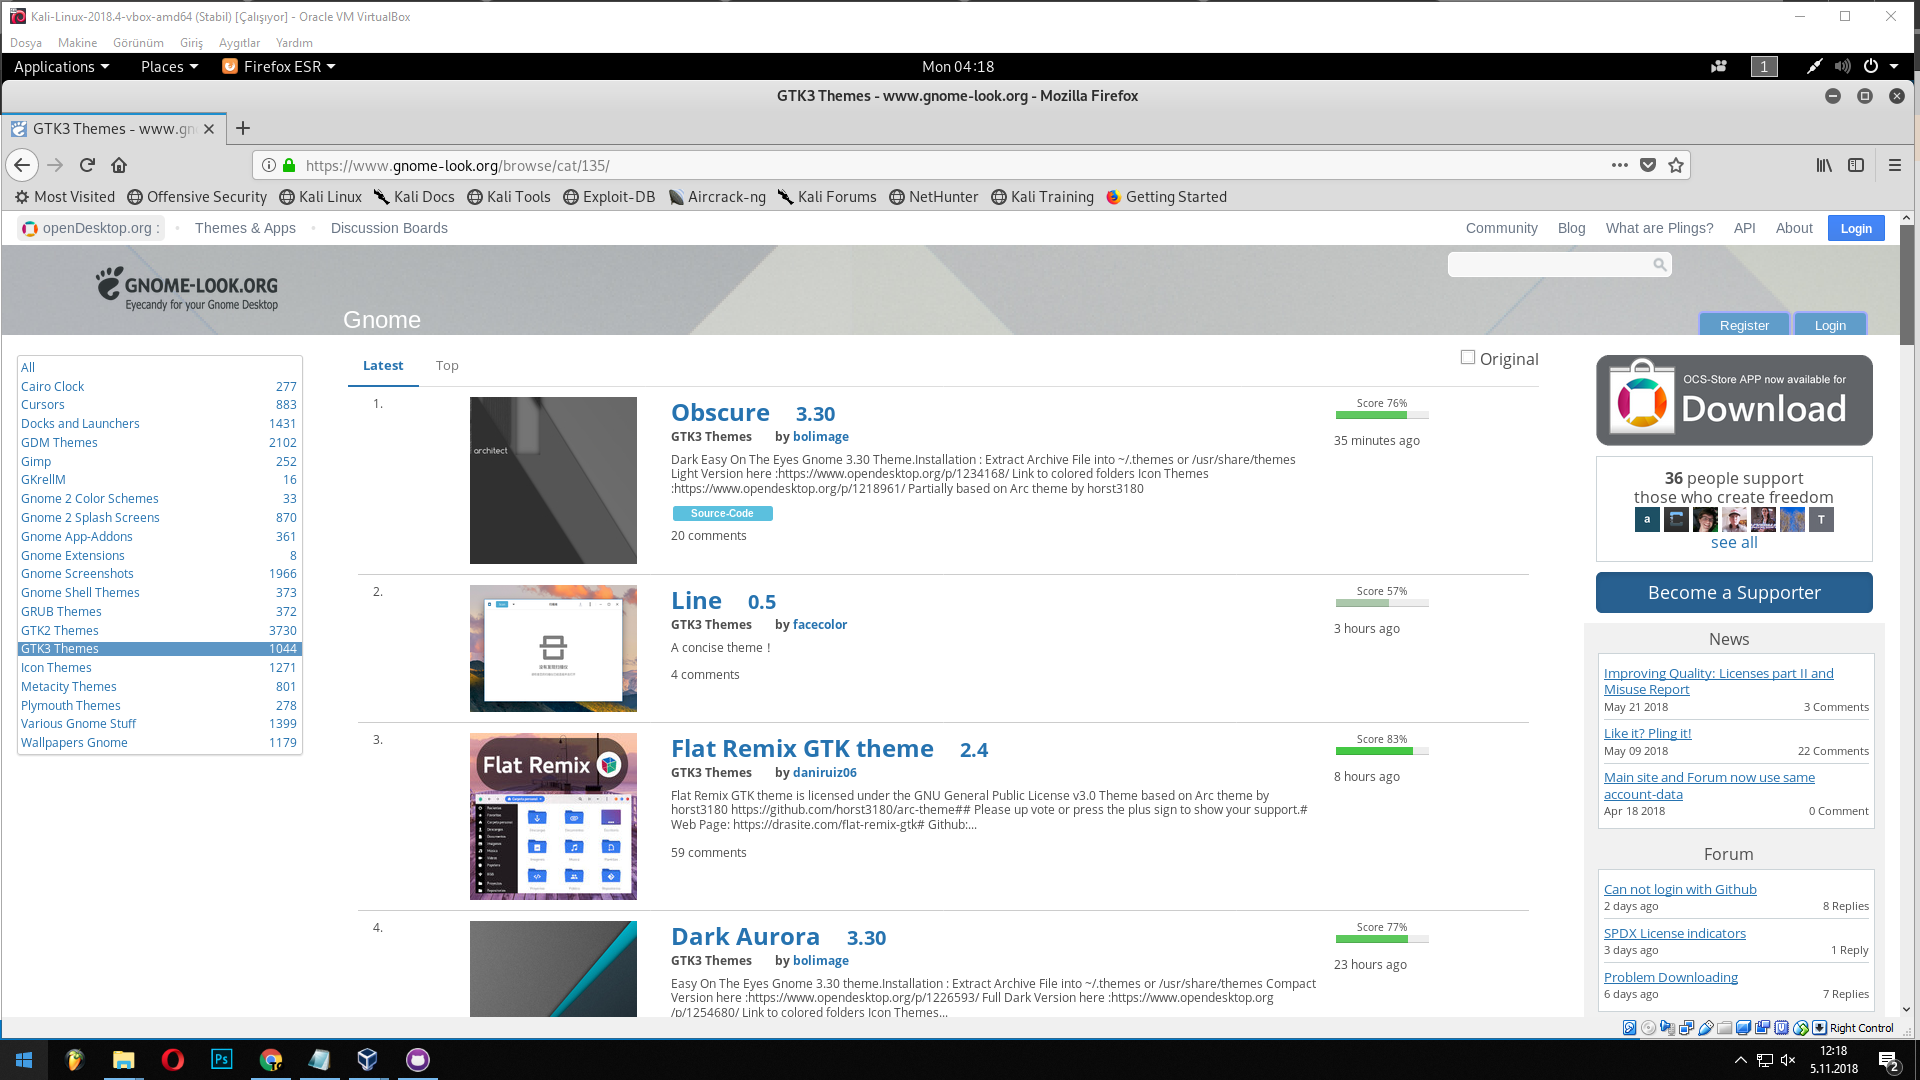 Kali-Linux-2018.4-vbox-amd64 (Stabil) [Çalışıyor] - Oracle VM VirtualBox
Dosya Makine Görünüm Giriş Aygıtlar Yardım
Applications Places Firefox ESR Mon 04:18 1
GTK3 Themes - www.gnome-look.org - Mozilla Firefox
GTK3 Themes - www.gn
https://www.gnome-look.org/browse/cat/135/
Most Visited Offensive Security Kali Linux Kali Docs Kali Tools Exploit-DB Aircrack-ng Kali Forums NetHunter Kali Training Getting Started
openDesktop.org : Themes & Apps Discussion Boards Community Blog What are Plings? API About Login
GNOME-LOOK.ORG
Eyecandy for your Gnome Desktop
Gnome
Register Login
All
Cairo Clock 277
Cursors 883
Docks and Launchers 1431
GDM Themes 2102
Gimp 252
GKrellM 16
Gnome 2 Color Schemes 33
Gnome 2 Splash Screens 870
Gnome App-Addons 361
Gnome Extensions 8
Gnome Screenshots 1966
Gnome Shell Themes 373
GRUB Themes 372
GTK2 Themes 3730
GTK3 Themes 1044
Icon Themes 1271
Metacity Themes 801
Plymouth Themes 278
Various Gnome Stuff 1399
Wallpapers Gnome 1179
Latest Top Original
1.
architect
Obscure 3.30
GTK3 Themes by bolimage
Dark Easy On The Eyes Gnome 3.30 Theme.Installation : Extract Archive File into ~/.themes or /usr/share/themes
Light Version here :https://www.opendesktop.org/p/1234168/ Link to colored folders Icon Themes
:https://www.opendesktop.org/p/1218961/ Partially based on Arc theme by horst3180
Source-Code
20 comments
Score 76%
35 minutes ago
2.
Line 0.5
GTK3 Themes by facecolor
A concise theme !
4 comments
Score 57%
3 hours ago
3.
Flat Remix
Flat Remix GTK theme 2.4
GTK3 Themes by daniruiz06
Flat Remix GTK theme is licensed under the GNU General Public License v3.0 Theme based on Arc theme by
horst3180 https://github.com/horst3180/arc-theme## Please up vote or press the plus sign to show your support.#
Web Page: https://drasite.com/flat-remix-gtk# Github:...
59 comments
Score 83%
8 hours ago
4.
Dark Aurora 3.30
GTK3 Themes by bolimage
Easy On The Eyes Gnome 3.30 theme.Installation : Extract Archive File into ~/.themes or /usr/share/themes Compact
Version here :https://www.opendesktop.org/p/1226593/ Full Dark Version here :https://www.opendesktop.org
/p/1254680/ Link to colored folders Icon Themes...
Score 77%
23 hours ago
OCS-Store APP now available for
Download
36 people support
those who create freedom
a T
see all
Become a Supporter
News
Improving Quality: Licenses part II and
Misuse Report
May 21 2018 3 Comments
Like it? Pling it!
May 09 2018 22 Comments
Main site and Forum now use same
account-data
Apr 18 2018 0 Comment
Forum
Can not login with Github
2 days ago 8 Replies
SPDX License indicators
3 days ago 1 Reply
Problem Downloading
6 days ago 7 Replies
Right Control
Ps
12:18
5.11.2018
2